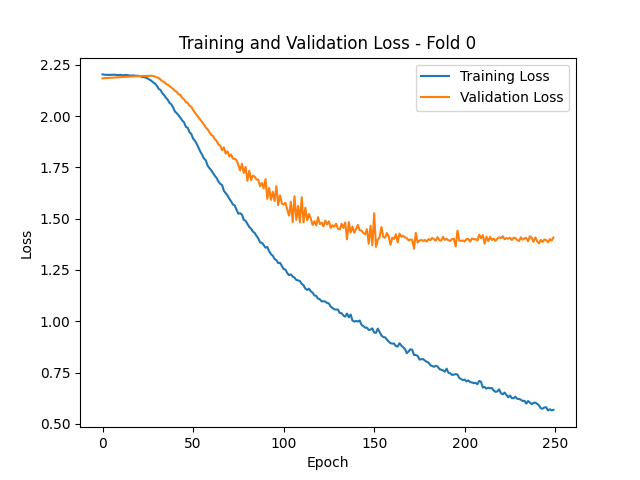 Training and Validation Loss - Fold 0
Training Loss
Validation Loss
2.25
2.00
1.75
1.50
1.25
1.00
0.75
0.50
Loss
0 50 100 150 200 250
Epoch